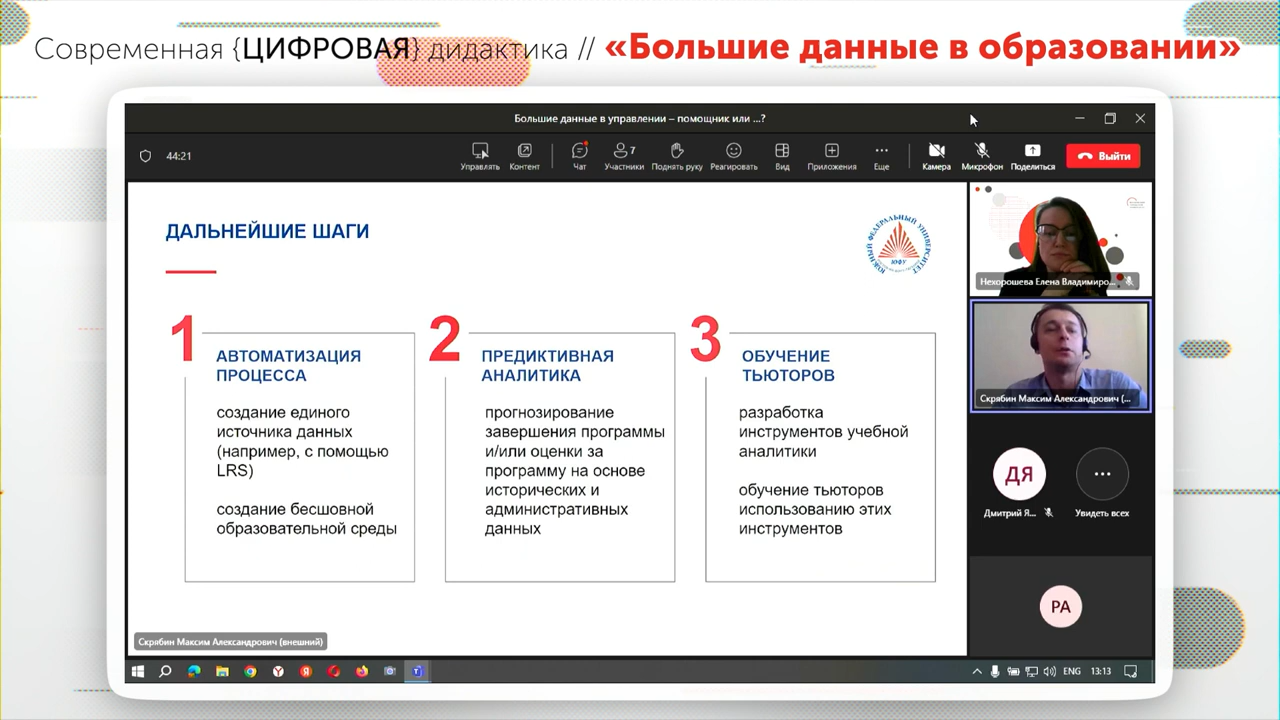 Современная {ЦИФРОВАЯ} дидактика // «Большие данные в образовании»
Большие данные в управлении – помощник или ...?
44:21
Управлять
Контент
Чат
7
Участники
Поднять руку
Реагировать
Вид
Приложения
Еще
Камера
Микрофон
Поделиться
Выйти
ДАЛЬНЕЙШИЕ ШАГИ
ЮЖНЫЙ ФЕДЕРАЛЬНЫЙ УНИВЕРСИТЕТ
ЮФУ
1
АВТОМАТИЗАЦИЯ
ПРОЦЕССА
создание единого
источника данных
(например, с помощью
LRS)
создание бесшовной
образовательной среды
2
ПРЕДИКТИВНАЯ
АНАЛИТИКА
прогнозирование
завершения программы
и/или оценки за
программу на основе
исторических и
административных
данных
3
ОБУЧЕНИЕ
ТЬЮТОРОВ
разработка
инструментов учебной
аналитики
обучение тьюторов
использованию этих
инструментов
Нехорошева Елена Владимиро...
Скрябин Максим Александрович (...
ДЯ
Дмитрий Я...
Увидеть всех
РА
Скрябин Максим Александрович (внешний)
ENG
13:13